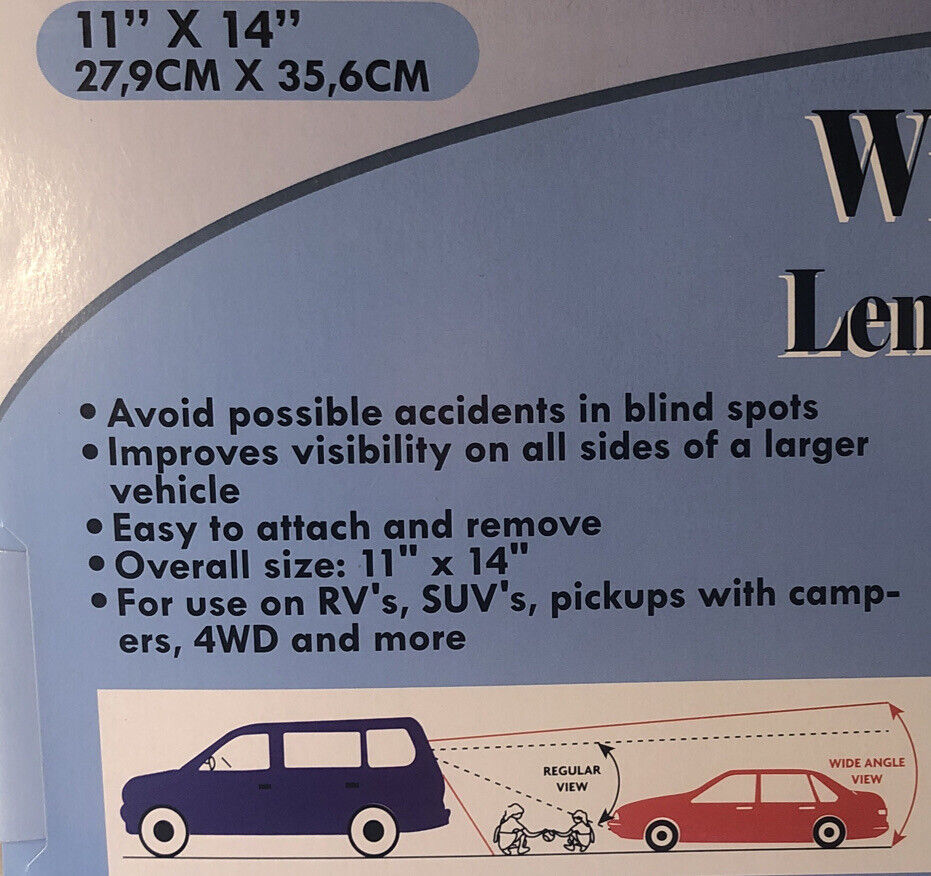 11” X 14”
27,9CM X 35,6CM
Avoid possible accidents in blind spots
Improves visibility on all sides of a larger
vehicle
Easy to attach and remove
Overall size: 11" x 14"
For use on RV's, SUV's, pickups with camp-
ers, 4WD and more
REGULAR
VIEW
WIDE ANGLE
VIEW